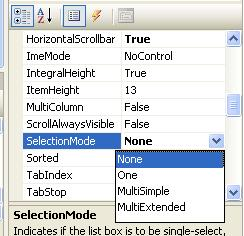 HorizontalScrollbar True
ImeMode NoControl
IntegralHeight True
ItemHeight 13
MultiColumn False
ScrollAlwaysVisible False
SelectionMode None
Sorted None
TabIndex One
TabStop MultiSimple
MultiExtended
SelectionMode
Indicates if the list box is to be single-select,